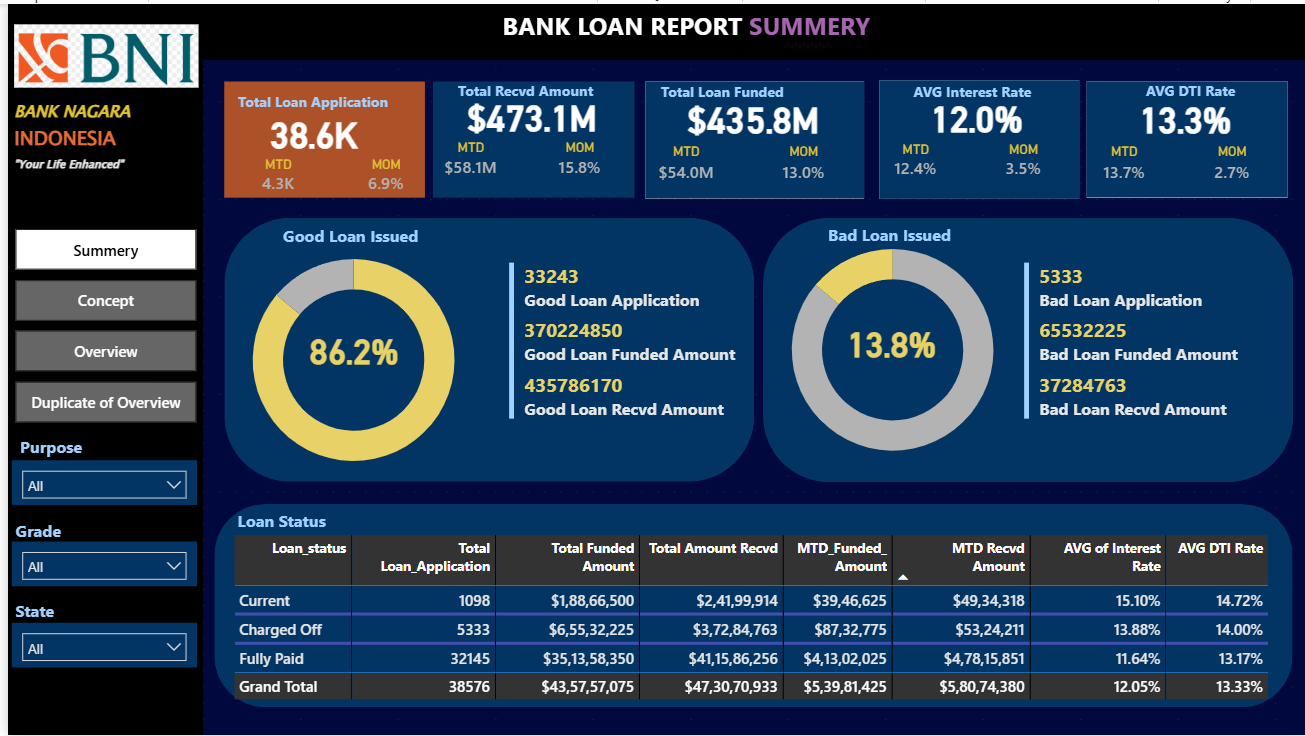 BANK LOAN REPORT SUMMERY
BNI
BANK NAGARA
INDONESIA
"Your Life Enhanced"
Summery
Concept
Overview
Duplicate of Overview
Purpose
All
Grade
All
State
All
Total Loan Application
38.6K
MTD MOM
4.3K 6.9%
Total Recvd Amount
$473.1M
MTD MOM
$58.1M 15.8%
Total Loan Funded
$435.8M
MTD MOM
$54.0M 13.0%
AVG Interest Rate
12.0%
MTD MOM
12.4% 3.5%
AVG DTI Rate
13.3%
MTD MOM
13.7% 2.7%
Good Loan Issued
86.2%
33243
Good Loan Application
370224850
Good Loan Funded Amount
435786170
Good Loan Recvd Amount
Bad Loan Issued
13.8%
5333
Bad Loan Application
65532225
Bad Loan Funded Amount
37284763
Bad Loan Recvd Amount
Loan Status
Loan_status Total Total Funded Total Amount Recvd MTD_Funded_ MTD Recvd AVG of Interest AVG DTI Rate
Loan_Application Amount Amount Amount Rate
Current 1098 $1,88,66,500 $2,41,99,914 $39,46,625 $49,34,318 15.10% 14.72%
Charged Off 5333 $6,55,32,225 $3,72,84,763 $87,32,775 $53,24,211 13.88% 14.00%
Fully Paid 32145 $35,13,58,350 $41,15,86,256 $4,13,02,025 $4,78,15,851 11.64% 13.17%
Grand Total 38576 $43,57,57,075 $47,30,70,933 $5,39,81,425 $5,80,74,380 12.05% 13.33%